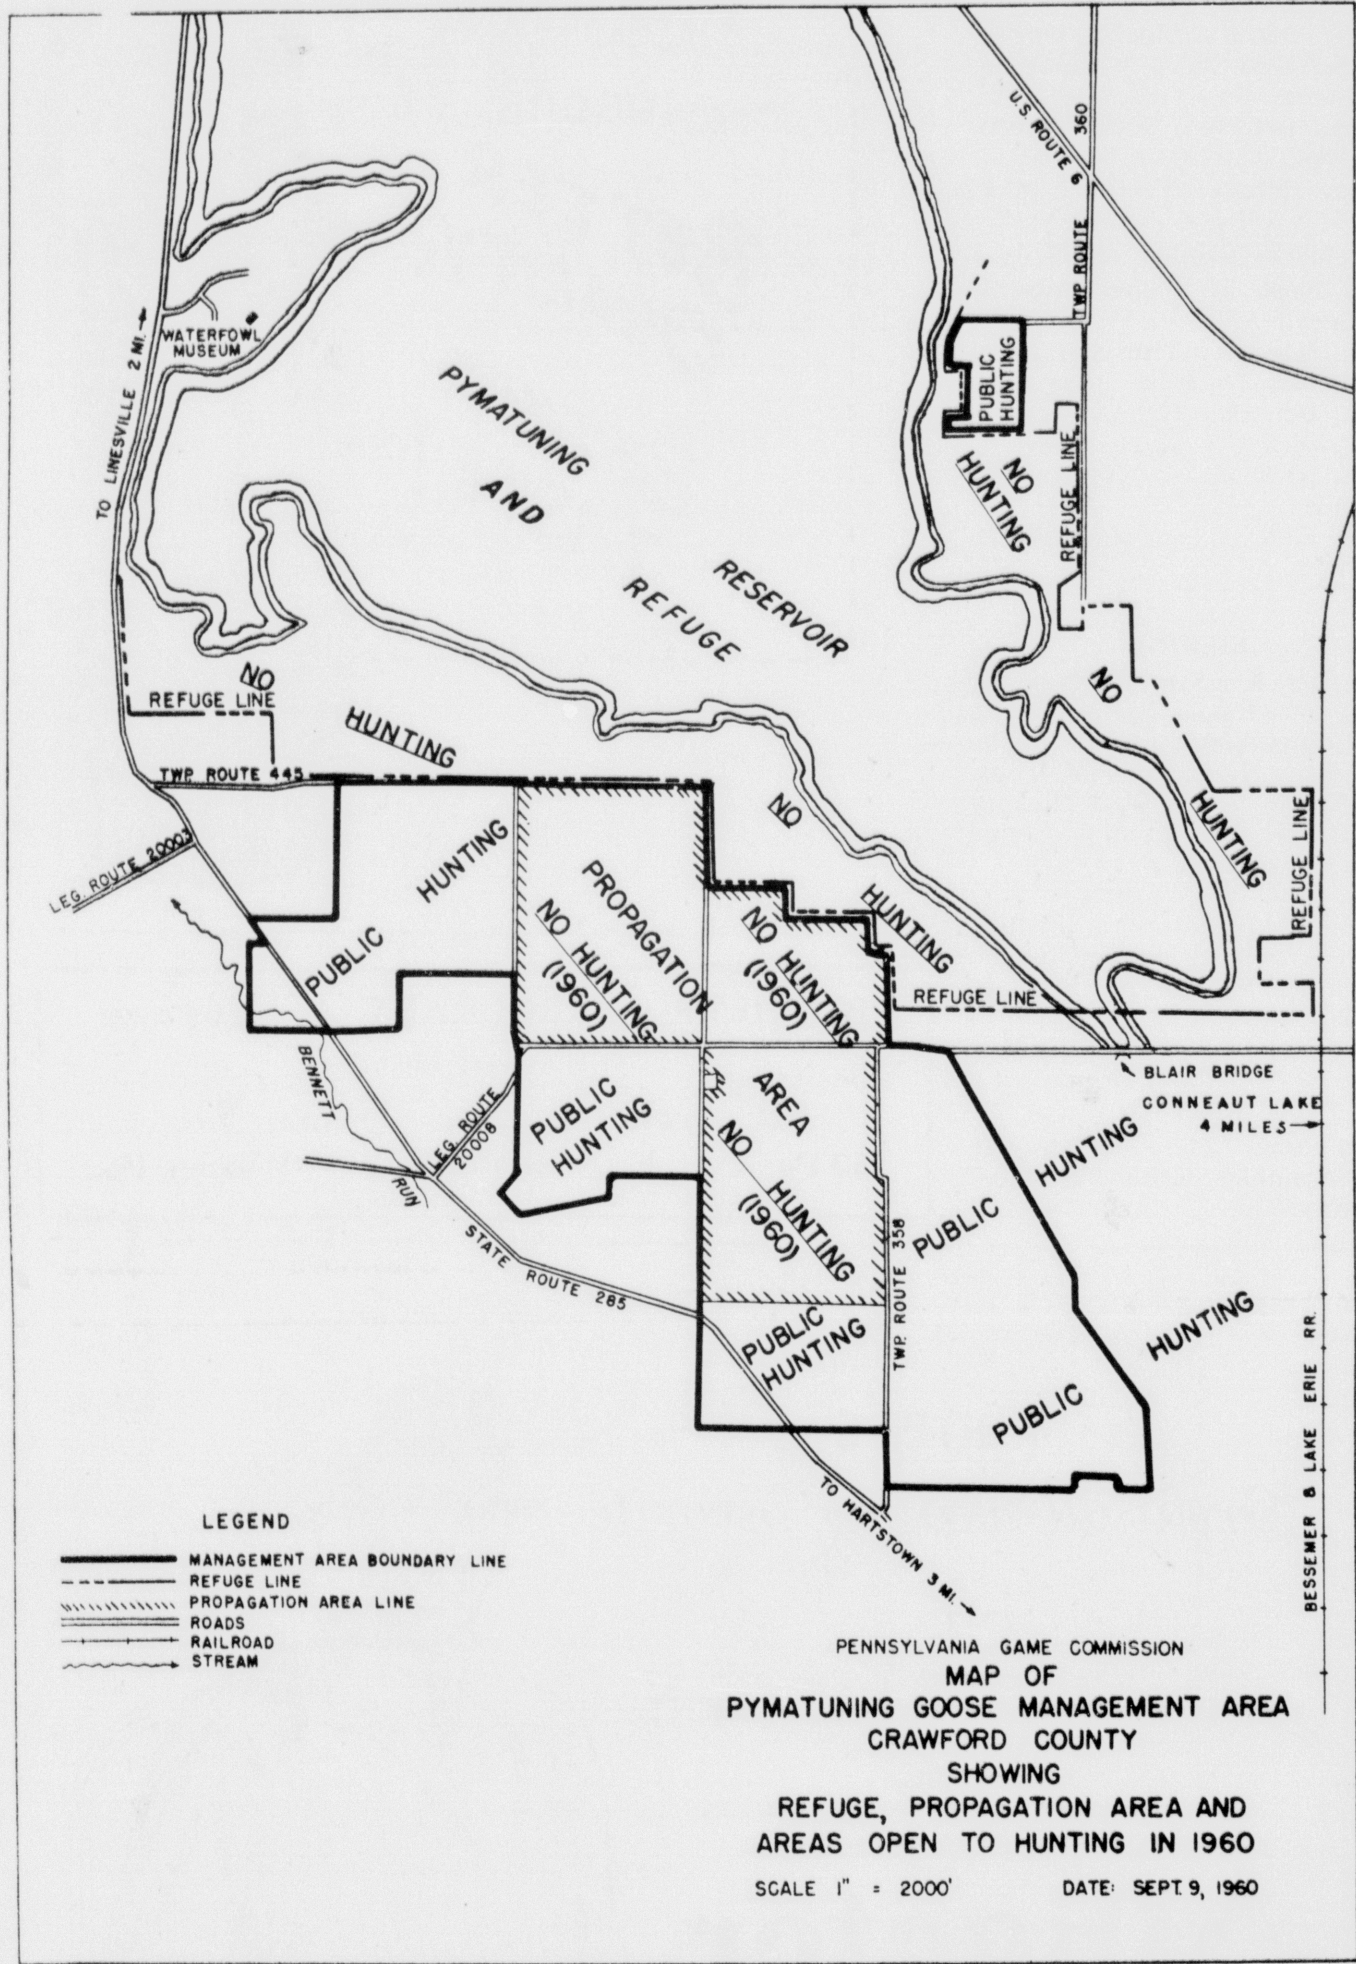 U.S. ROUTE 6
TWP. ROUTE 360
WATERFOWL
MUSEUM
TO LINESVILLE 2 MI.
PUBLIC
HUNTING
PYMATUNING
AND
RESERVOIR
REFUGE
NO
HUNTING
REFUGE LINE
NO
HUNTING
REFUGE LINE
NO
HUNTING
REFUGE LINE
TWP. ROUTE 445
LEG. ROUTE 20003
PUBLIC HUNTING
PROPAGATION
NO HUNTING
(1960)
NO HUNTING
(1960)
NO
HUNTING
REFUGE LINE
BENNETT RUN
LEG. ROUTE
20008
PUBLIC
HUNTING
AREA
NO HUNTING
(1960)
BLAIR BRIDGE
CONNEAUT LAKE
4 MILES
PUBLIC HUNTING
STATE ROUTE 285
TWP. ROUTE 358
PUBLIC
HUNTING
PUBLIC HUNTING
TO HARTSTOWN 3 MI.
BESSEMER & LAKE ERIE RR.
LEGEND
MANAGEMENT AREA BOUNDARY LINE
REFUGE LINE
PROPAGATION AREA LINE
ROADS
RAILROAD
STREAM
PENNSYLVANIA GAME COMMISSION
MAP OF
PYMATUNING GOOSE MANAGEMENT AREA
CRAWFORD COUNTY
SHOWING
REFUGE, PROPAGATION AREA AND
AREAS OPEN TO HUNTING IN 1960
SCALE 1" = 2000' DATE: SEPT. 9, 1960